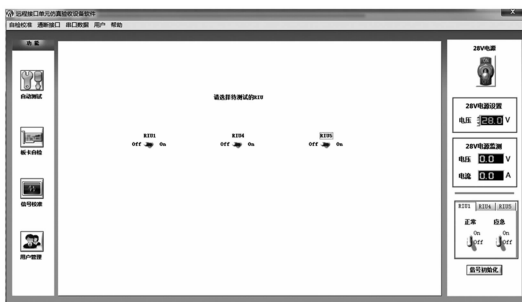 远程接口单元仿真验收设备软件
自检校准 通断接口 串口数据 用户 帮助
功能
自动测试
板卡自检
信号校准
用户管理
请选择待测试的RIU
RIU1 RIU4 RIU5
Off On Off On Off On
28V电源
28V电源设置
电压 28.0 V
28V电源监测
电压 0.0 V
电流 0.0 A
RIU1 RIU4 RIU5
正常 应急
On On
Off Off
信号初始化